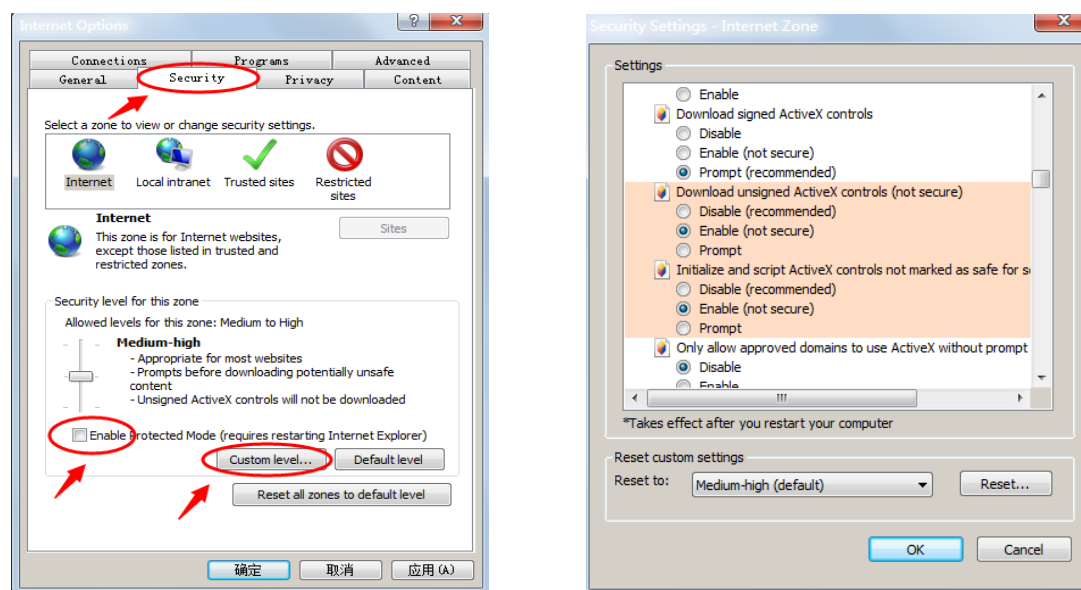 Internet Options
Connections Programs Advanced
General Security Privacy Content
Select a zone to view or change security settings.
Internet Local intranet Trusted sites Restricted
sites
Internet
This zone is for Internet websites,
except those listed in trusted and
restricted zones.
Sites
Security level for this zone
Allowed levels for this zone: Medium to High
Medium-high
- Appropriate for most websites
- Prompts before downloading potentially unsafe
content
- Unsigned ActiveX controls will not be downloaded
Enable Protected Mode (requires restarting Internet Explorer)
Custom level... Default level
Reset all zones to default level
确定 取消 应用(A)
Security Settings - Internet Zone
Settings
Enable
Download signed ActiveX controls
Disable
Enable (not secure)
Prompt (recommended)
Download unsigned ActiveX controls (not secure)
Disable (recommended)
Enable (not secure)
Prompt
Initialize and script ActiveX controls not marked as safe for s
Disable (recommended)
Enable (not secure)
Prompt
Only allow approved domains to use ActiveX without prompt
Disable
Enable
*Takes effect after you restart your computer
Reset custom settings
Reset to: Medium-high (default) Reset...
OK Cancel